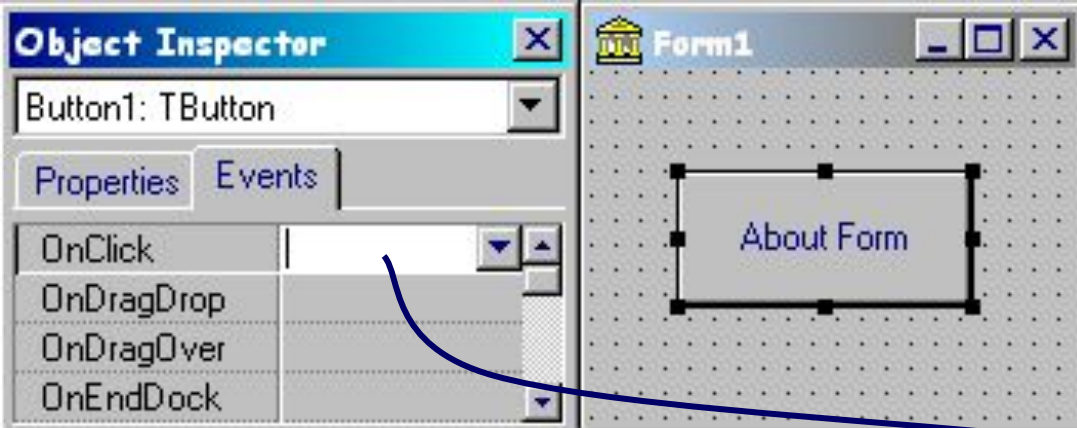 Object Inspector
Button1: TButton
Properties
Events
OnClick
OnDragDrop
OnDragOver
OnEndDock
Form1
About Form